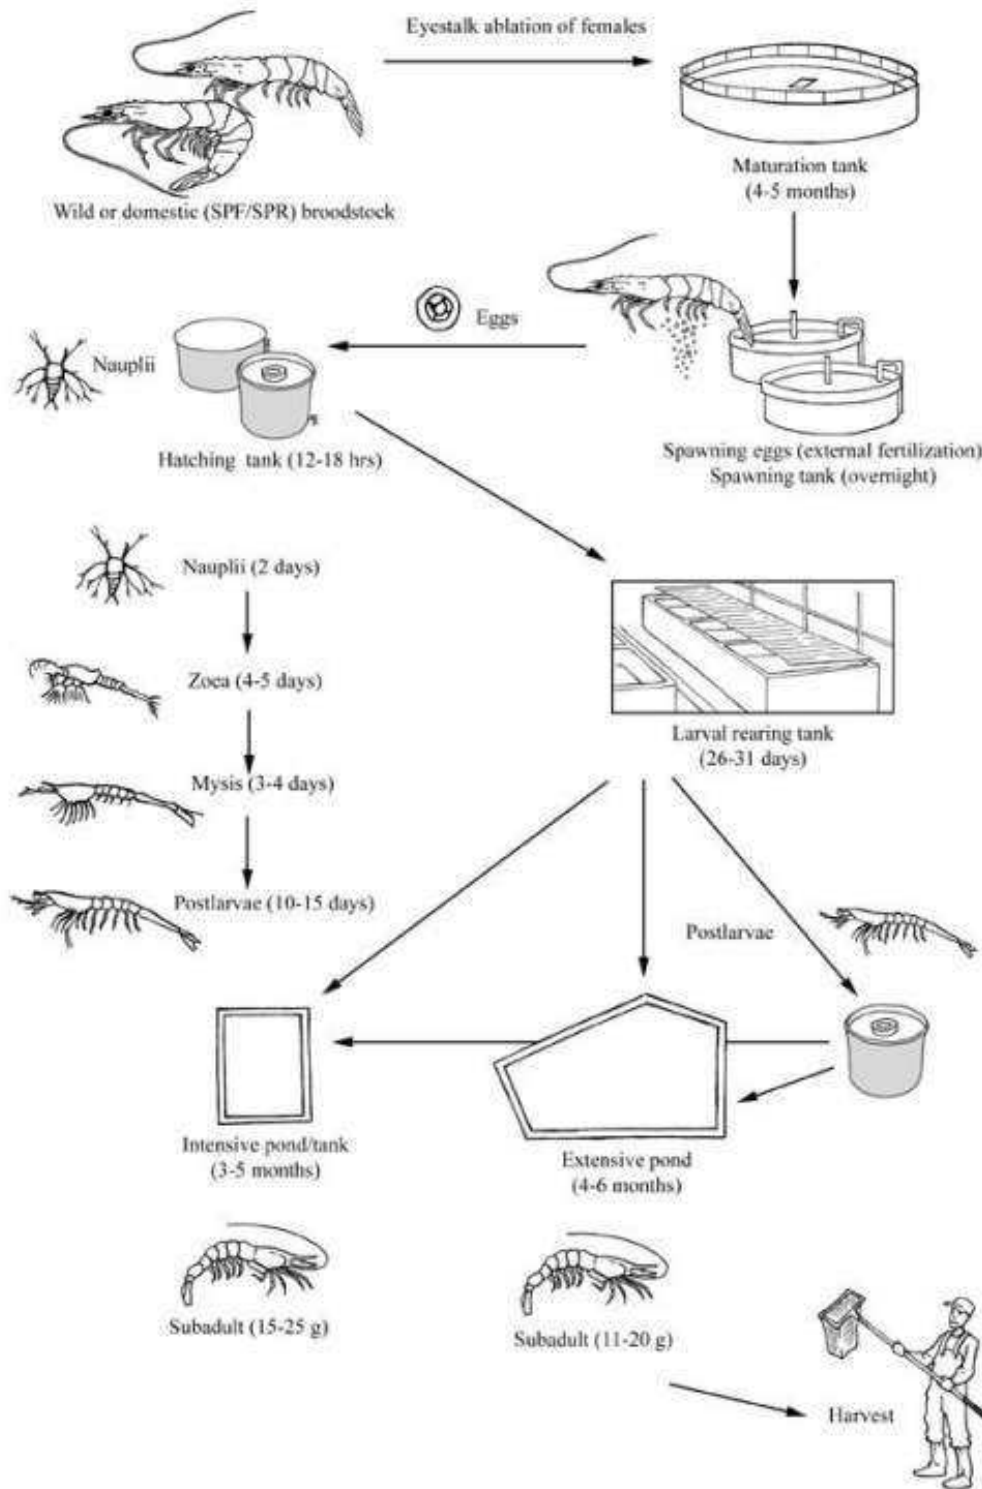 Eyestalk ablation of females
Maturation tank
(4-5 months)
Wild or domestic (SPF/SPR) broodstock
Eggs
Nauplii
Hatching tank (12-18 hrs)
Spawning eggs (external fertilization)
Spawning tank (overnight)
Nauplii (2 days)
Zoea (4-5 days)
Larval rearing tank
(26-31 days)
Mysis (3-4 days)
Postlarvae (10-15 days)
Postlarvae
Intensive pond/tank
(3-5 months)
Extensive pond
(4-6 months)
Subadult (15-25 g)
Subadult (11-20 g)
Harvest